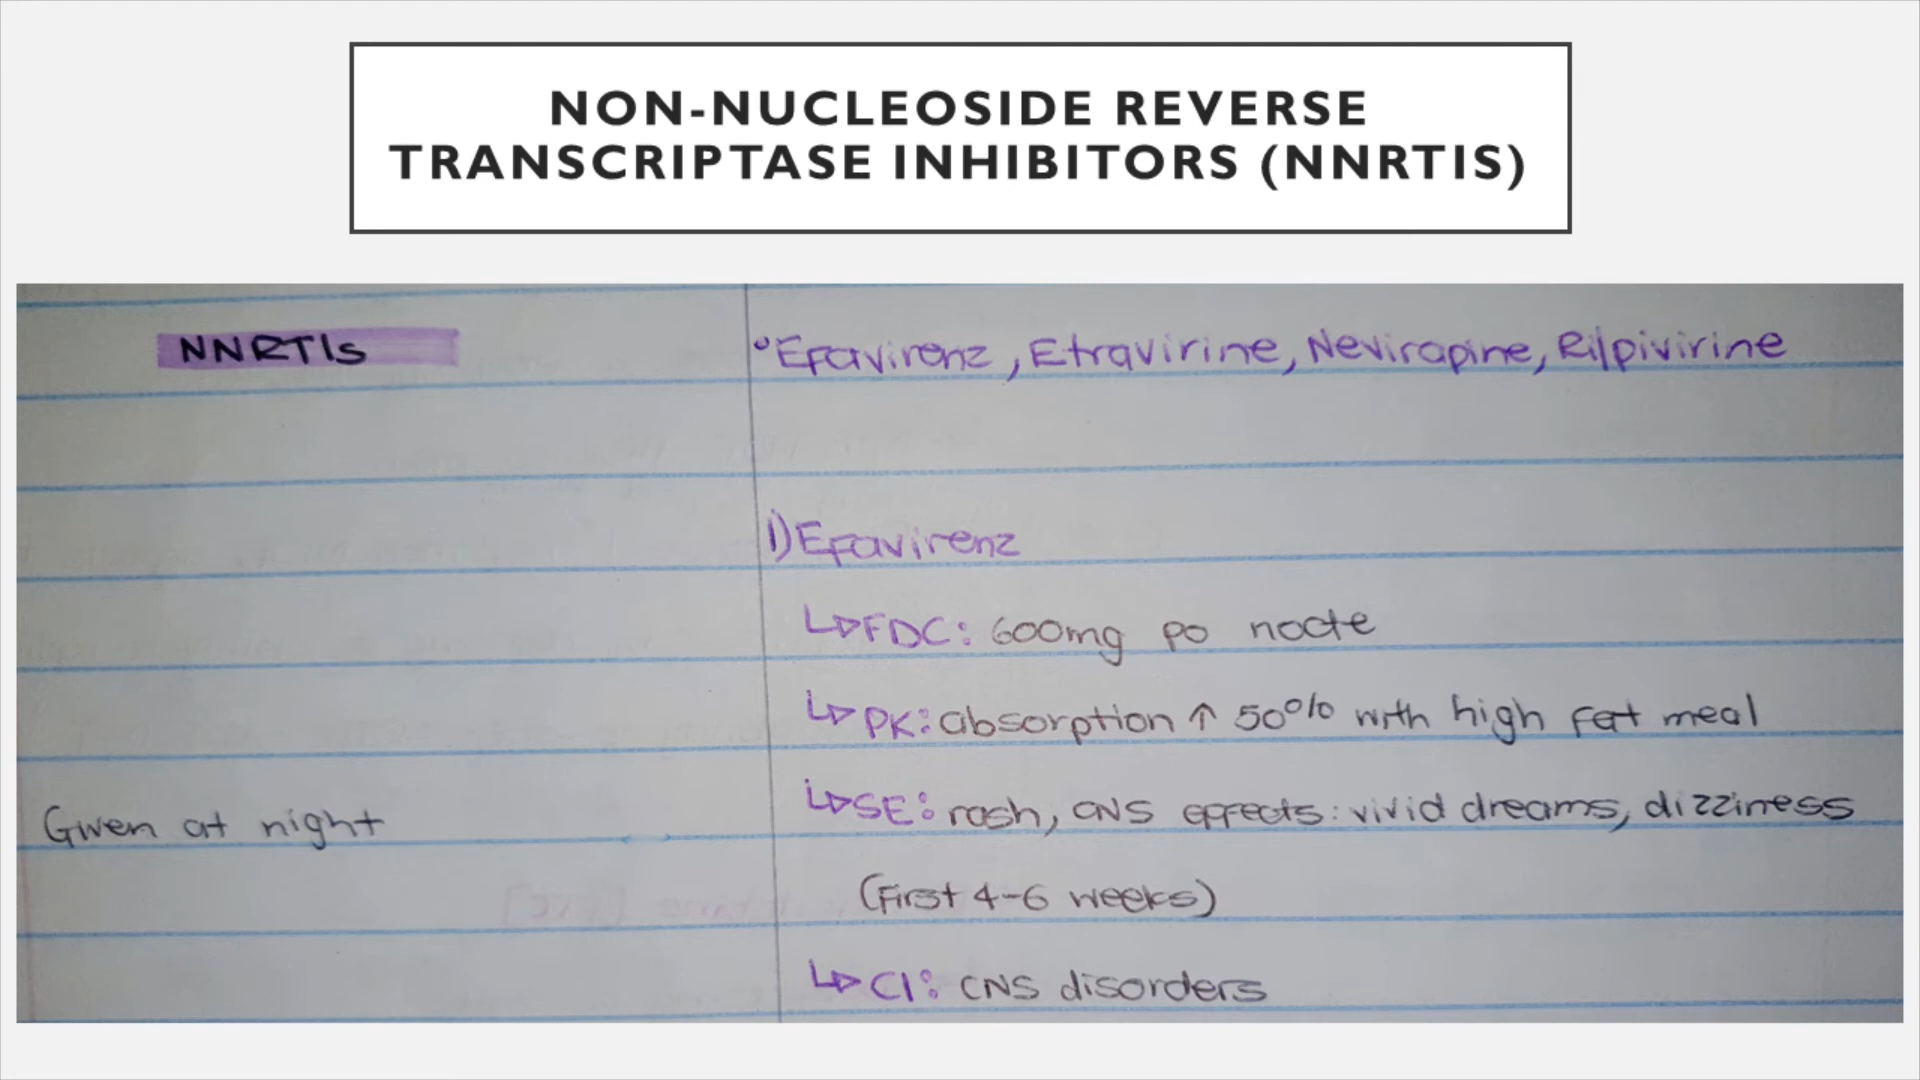 NON-NUCLEOSIDE REVERSE
TRANSCRIPTASE INHIBITORS (NNRTIS)
NNRTIs
Efavirenz, Etravirine, Nevirapine, Rilpivirine
1) Efavirenz
↳ FDC: 600mg po nocte
↳ PK: absorption ↑ 50% with high fat meal
Given at night
↳ SE: rash, CNS effects: vivid dreams, dizziness
(First 4-6 weeks)
↳ CI: CNS disorders